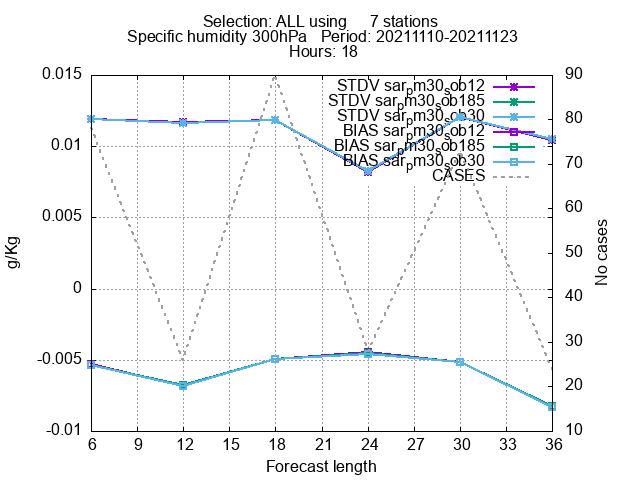 Selection: ALL using 7 stations
Specific humidity 300hPa Period: 20211110-20211123
Hours: 18
STDV sar_pm30_sob12
STDV sar_pm30_sob185
STDV sar_pm30_sob30
BIAS sar_pm30_sob12
BIAS sar_pm30_sob185
BIAS sar_pm30_sob30
CASES
0.015
0.01
0.005
0
-0.005
-0.01
g/Kg
90
80
70
60
50
40
30
20
10
No cases
6 9 12 15 18 21 24 27 30 33 36
Forecast length